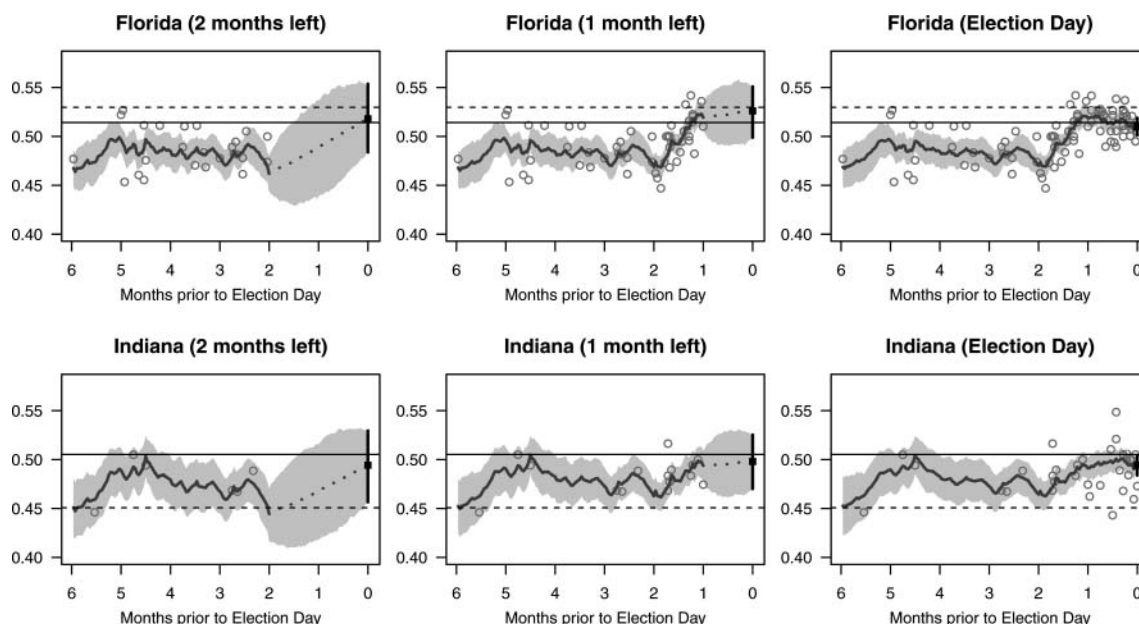 Florida (2 months left) Florida (1 month left) Florida (Election Day)
0.55 0.55 0.55
0.50 0.50 0.50
0.45 0.45 0.45
0.40 0.40 0.40
6 5 4 3 2 1 0 6 5 4 3 2 1 0 6 5 4 3 2 1 0
Months prior to Election Day Months prior to Election Day Months prior to Election Day
Indiana (2 months left) Indiana (1 month left) Indiana (Election Day)
0.55 0.55 0.55
0.50 0.50 0.50
0.45 0.45 0.45
0.40 0.40 0.40
6 5 4 3 2 1 0 6 5 4 3 2 1 0 6 5 4 3 2 1 0
Months prior to Election Day Months prior to Election Day Months prior to Election Day